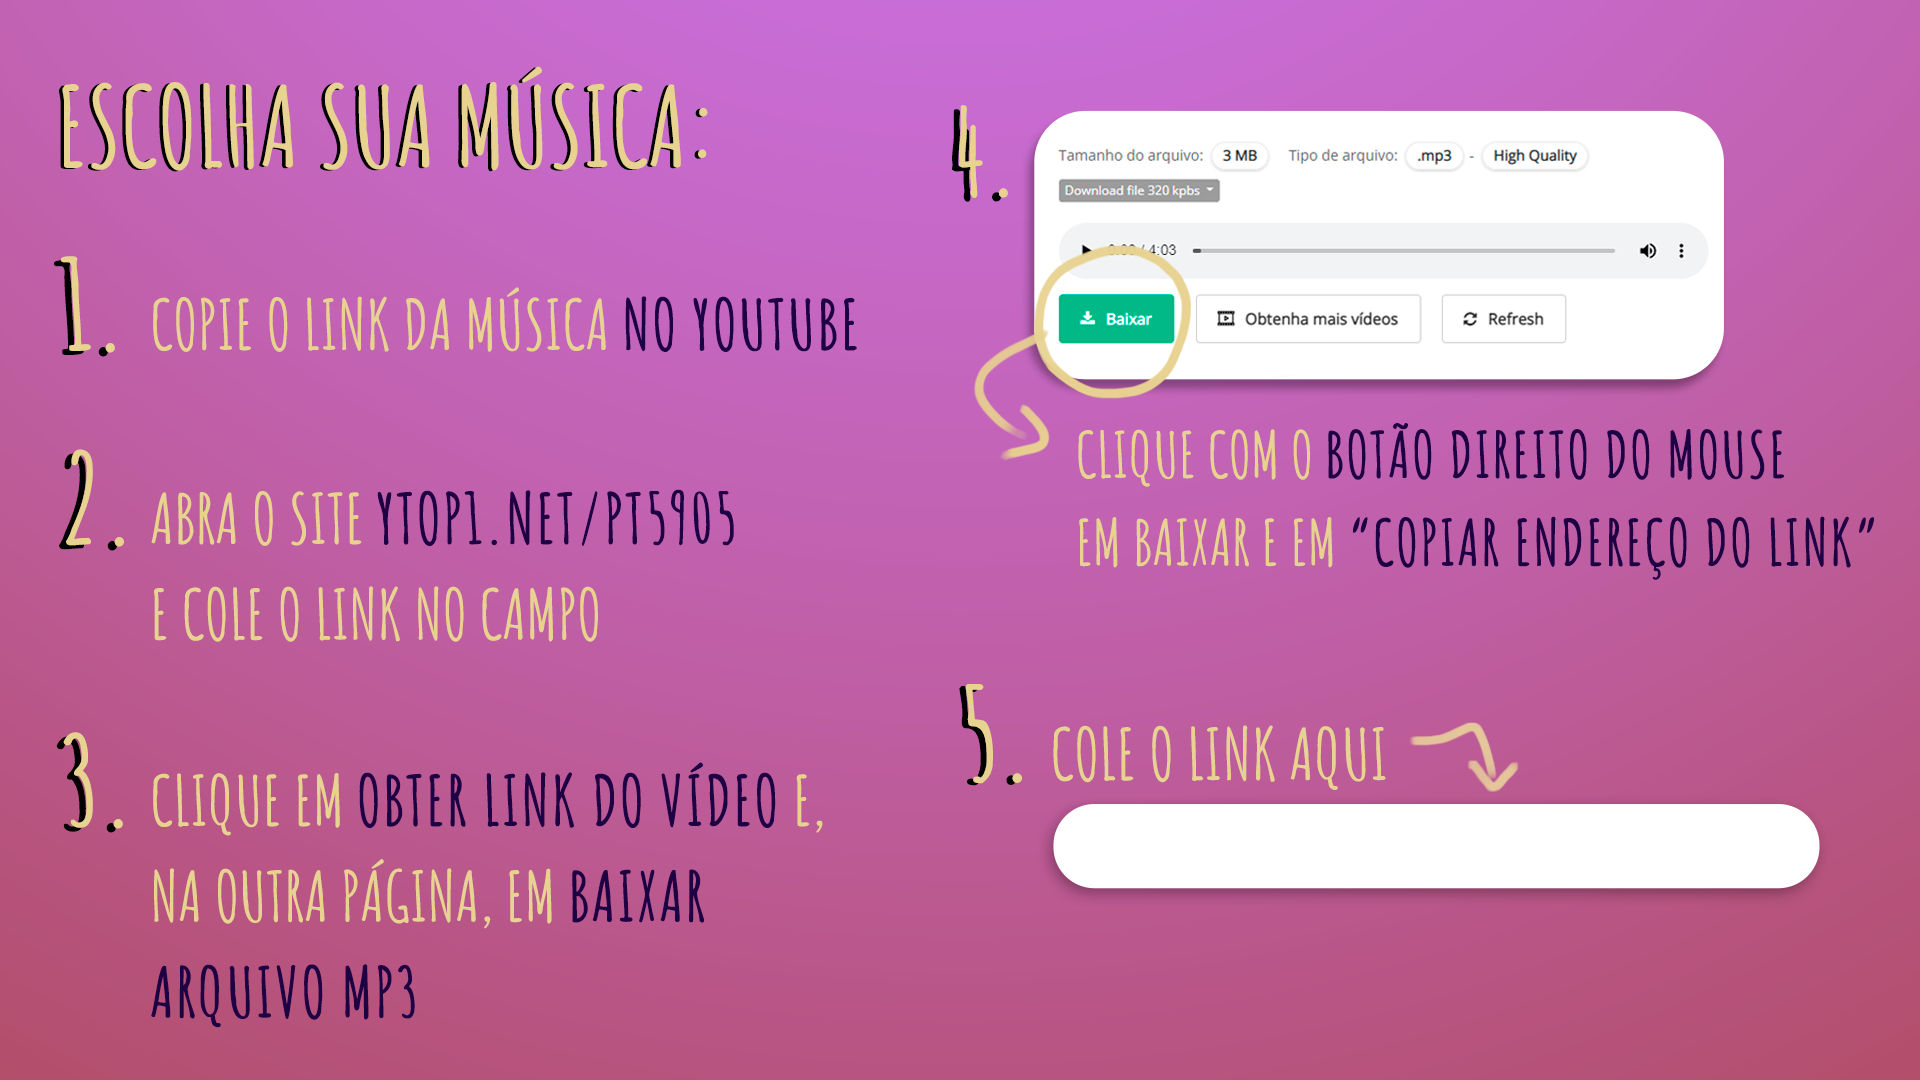 ESCOLHA SUA MÚSICA:
1. COPIE O LINK DA MÚSICA NO YOUTUBE
2. ABRA O SITE YTOP1.NET/PT5905
E COLE O LINK NO CAMPO
3. CLIQUE EM OBTER LINK DO VÍDEO E,
NA OUTRA PÁGINA, EM BAIXAR
ARQUIVO MP3
4.
Tamanho do arquivo: 3 MB Tipo de arquivo: .mp3 - High Quality
Download file 320 kpbs
0:00 / 4:03
Baixar Obtenha mais vídeos Refresh
CLIQUE COM O BOTÃO DIREITO DO MOUSE
EM BAIXAR E EM “COPIAR ENDEREÇO DO LINK”
5. COLE O LINK AQUI